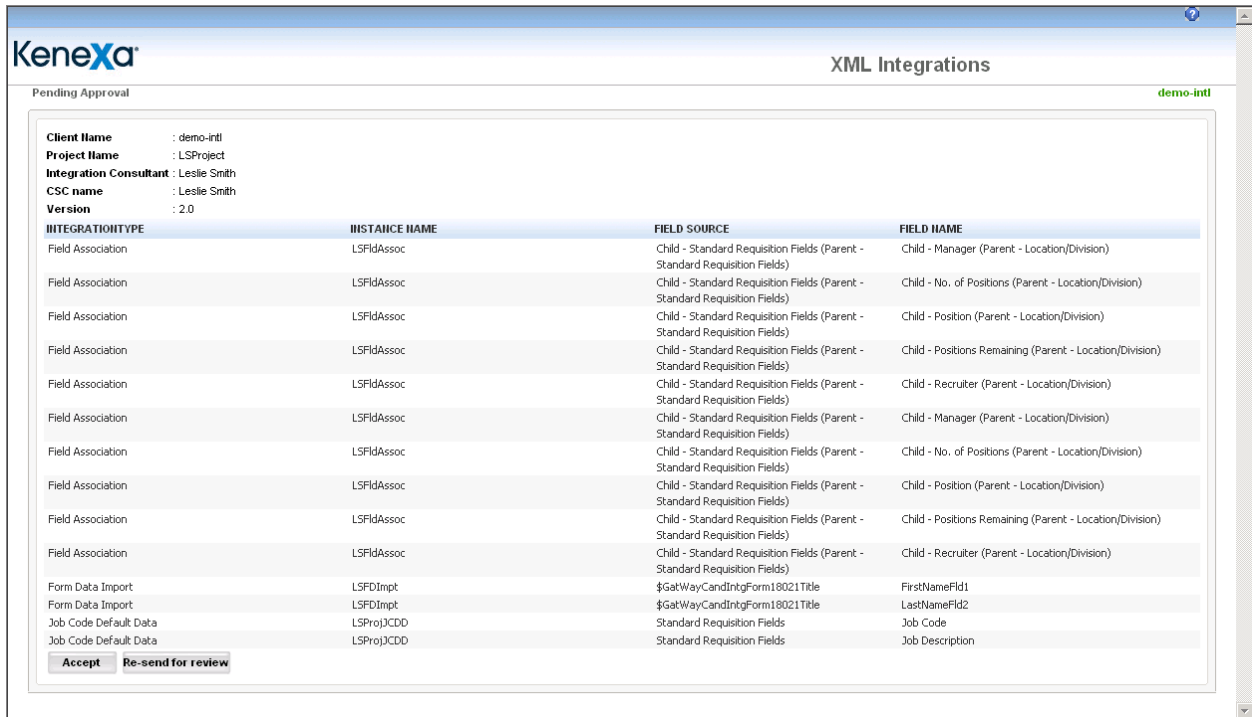 ?
Kenexa
XML Integrations
Pending Approval demo-intl
Client Name : demo-intl
Project Name : LSProject
Integration Consultant : Leslie Smith
CSC name : Leslie Smith
Version : 2.0
INTEGRATIONTYPE INSTANCE NAME FIELD SOURCE FIELD NAME
Field Association LSFldAssoc Child - Standard Requisition Fields (Parent - Child - Manager (Parent - Location/Division)
Standard Requisition Fields)
Field Association LSFldAssoc Child - Standard Requisition Fields (Parent - Child - No. of Positions (Parent - Location/Division)
Standard Requisition Fields)
Field Association LSFldAssoc Child - Standard Requisition Fields (Parent - Child - Position (Parent - Location/Division)
Standard Requisition Fields)
Field Association LSFldAssoc Child - Standard Requisition Fields (Parent - Child - Positions Remaining (Parent - Location/Division)
Standard Requisition Fields)
Field Association LSFldAssoc Child - Standard Requisition Fields (Parent - Child - Recruiter (Parent - Location/Division)
Standard Requisition Fields)
Field Association LSFldAssoc Child - Standard Requisition Fields (Parent - Child - Manager (Parent - Location/Division)
Standard Requisition Fields)
Field Association LSFldAssoc Child - Standard Requisition Fields (Parent - Child - No. of Positions (Parent - Location/Division)
Standard Requisition Fields)
Field Association LSFldAssoc Child - Standard Requisition Fields (Parent - Child - Position (Parent - Location/Division)
Standard Requisition Fields)
Field Association LSFldAssoc Child - Standard Requisition Fields (Parent - Child - Positions Remaining (Parent - Location/Division)
Standard Requisition Fields)
Field Association LSFldAssoc Child - Standard Requisition Fields (Parent - Child - Recruiter (Parent - Location/Division)
Standard Requisition Fields)
Form Data Import LSFDImpt $GatWayCandIntgForm18021Title FirstNameFld1
Form Data Import LSFDImpt $GatWayCandIntgForm18021Title LastNameFld2
Job Code Default Data LSProjJCDD Standard Requisition Fields Job Code
Job Code Default Data LSProjJCDD Standard Requisition Fields Job Description
Accept Re-send for review